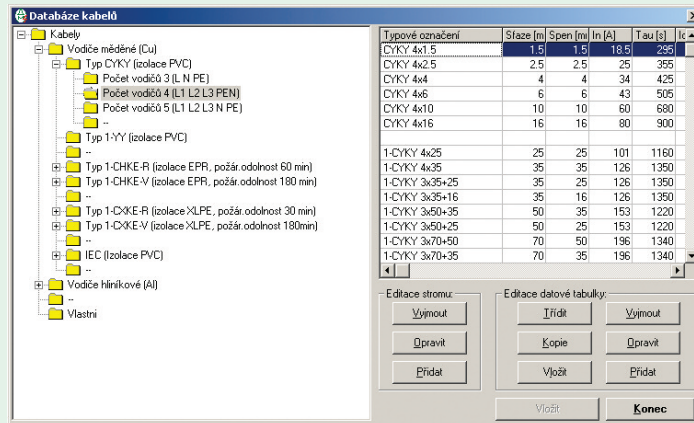 Databáze kabelů
Kabely
Vodiče měděné (Cu)
Typ CYKY (izolace PVC)
Počet vodičů 3 (L N PE)
Počet vodičů 4 (L1 L2 L3 PEN)
Počet vodičů 5 (L1 L2 L3 N PE)
--
Typ 1-YY (izolace PVC)
--
Typ 1-CHKE-R (izolace EPR, požár.odolnost 60 min)
Typ 1-CHKE-V (izolace EPR, požár.odolnost 180 min)
--
Typ 1-CXKE-R (izolace XLPE, požár.odolnost 30 min)
Typ 1-CXKE-V (izolace XLPE, požár.odolnost 180min)
--
IEC (Izolace PVC)
--
Vodiče hliníkové (Al)
--
Vlastni
Typové označení Sfaze [m Spen [mi In [A] Tau [s]
CYKY 4x1.5 1.5 1.5 18.5 295
CYKY 4x2.5 2.5 2.5 25 355
CYKY 4x4 4 4 34 425
CYKY 4x6 6 6 43 505
CYKY 4x10 10 10 60 680
CYKY 4x16 16 16 80 900
1-CYKY 4x25 25 25 101 1160
1-CYKY 4x35 35 35 126 1350
1-CYKY 3x35+25 35 25 126 1350
1-CYKY 3x35+16 35 16 126 1350
1-CYKY 3x50+35 50 35 153 1220
1-CYKY 3x50+25 50 25 153 1220
1-CYKY 3x70+50 70 50 196 1340
1-CYKY 3x70+35 70 35 196 1340
Editace stromu: Editace datové tabulky:
Vyjmout Třídit Vyjmout
Opravit Kopie Opravit
Přidat Vložit Přidat
Vložit Konec